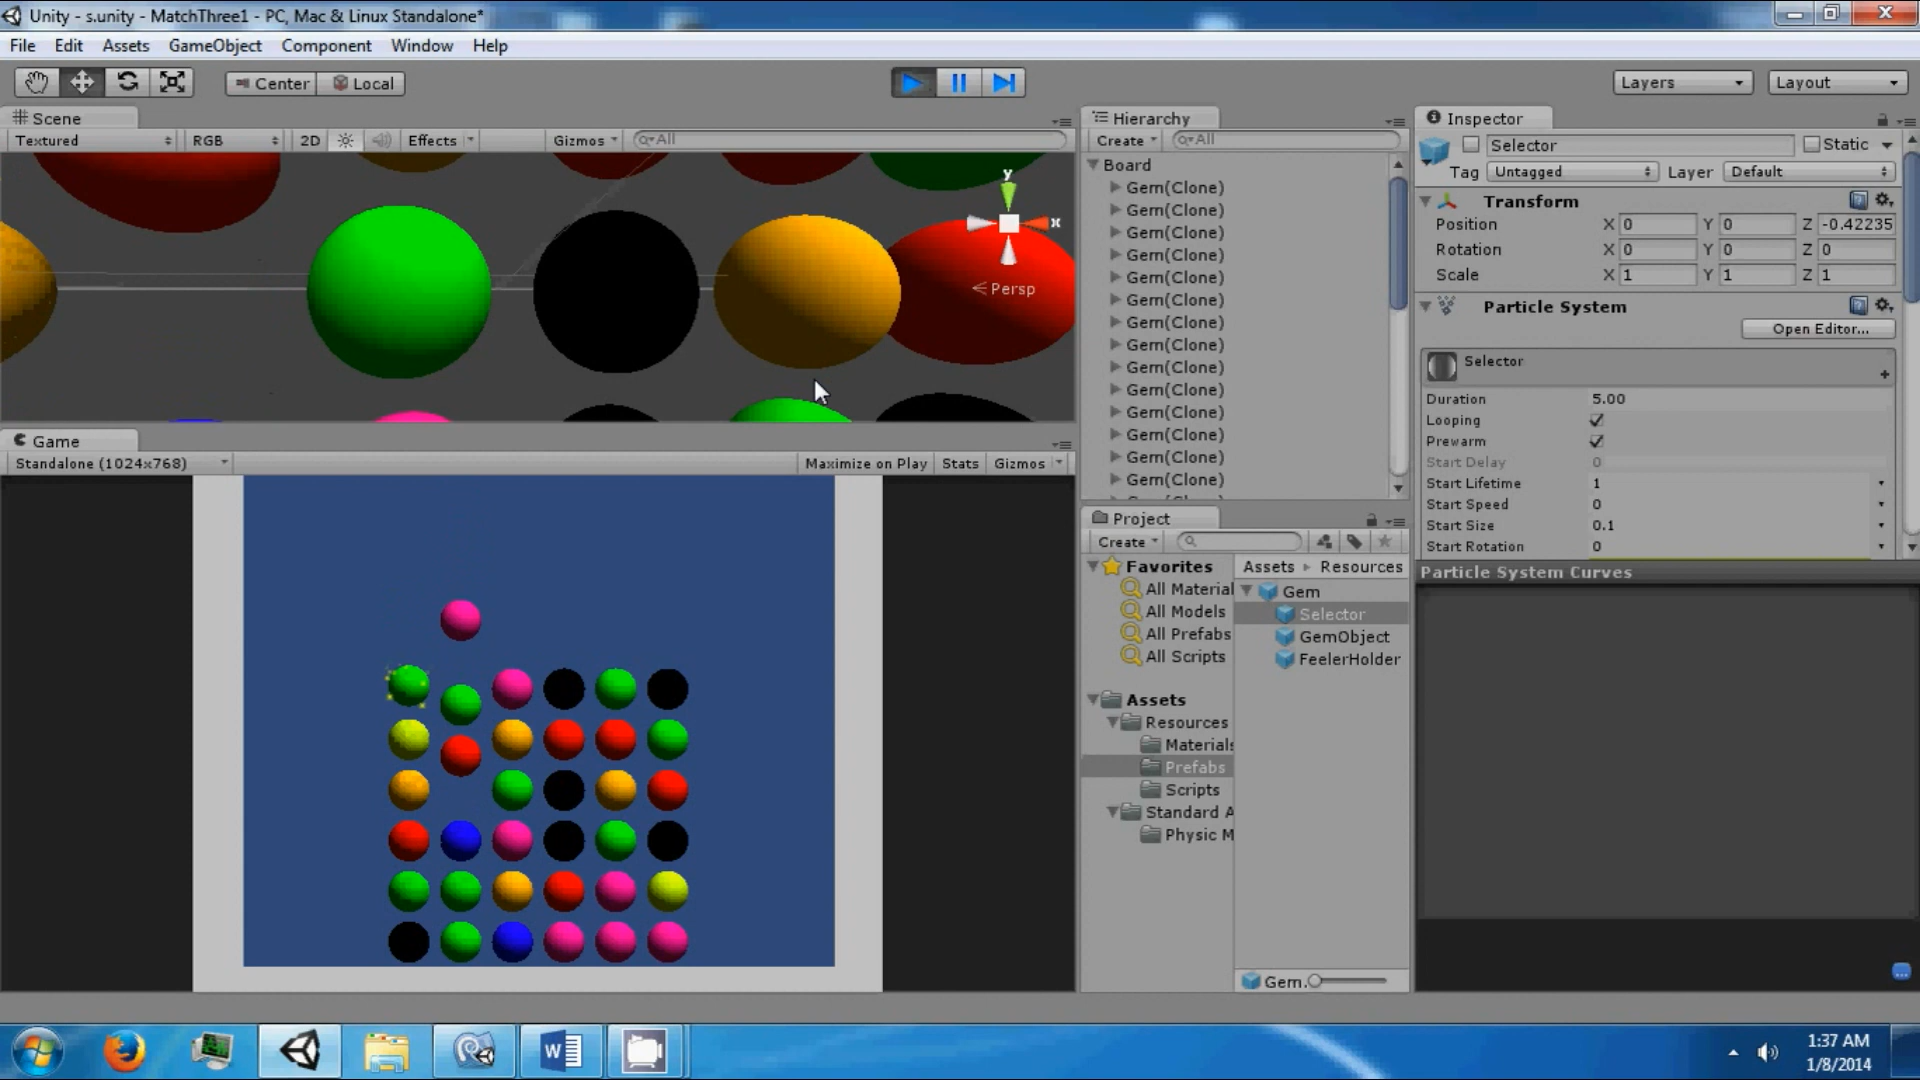 Unity - s.unity - MatchThree1 - PC, Mac & Linux Standalone*
File Edit Assets GameObject Component Window Help
Center Local Layers Layout
Scene
Textured RGB 2D Effects Gizmos All
y
x
Persp
Game
Standalone (1024x768) Maximize on Play Stats Gizmos
Hierarchy
Create All
Board
Gem(Clone)
Gem(Clone)
Gem(Clone)
Gem(Clone)
Gem(Clone)
Gem(Clone)
Gem(Clone)
Gem(Clone)
Gem(Clone)
Gem(Clone)
Gem(Clone)
Gem(Clone)
Gem(Clone)
Gem(Clone)
Project
Create
Favorites
All Material
All Models
All Prefabs
All Scripts
Assets
Resources
Materials
Prefabs
Scripts
Standard A
Physic M
Assets Resources
Gem
Selector
GemObject
FeelerHolder
Gem.
Inspector
Selector Static
Tag Untagged Layer Default
Transform
Position X 0 Y 0 Z -0.42235
Rotation X 0 Y 0 Z 0
Scale X 1 Y 1 Z 1
Particle System
Open Editor...
Selector
Duration 5.00
Looping
Prewarm
Start Delay 0
Start Lifetime 1
Start Speed 0
Start Size 0.1
Start Rotation 0
Particle System Curves
1:37 AM
1/8/2014